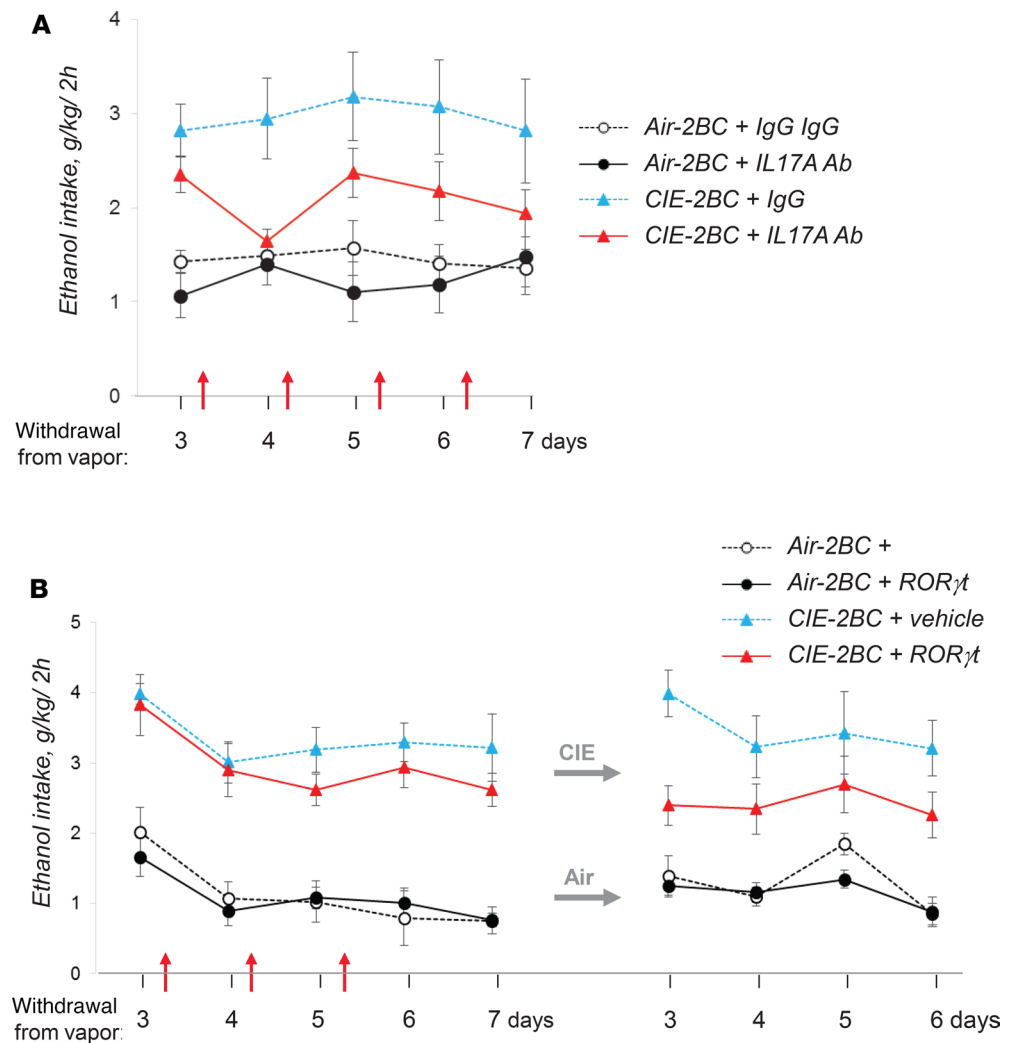 A
Ethanol intake, g/kg/ 2h
4
3
2
1
0
Air-2BC + IgG IgG
Air-2BC + IL17A Ab
CIE-2BC + IgG
CIE-2BC + IL17A Ab
Withdrawal
from vapor:
3 4 5 6 7 days
B
Ethanol intake, g/kg/ 2h
5
4
3
2
1
0
Air-2BC +
Air-2BC + RORγt
CIE-2BC + vehicle
CIE-2BC + RORγt
CIE
Air
Withdrawal
from vapor:
3 4 5 6 7 days
3 4 5 6 days